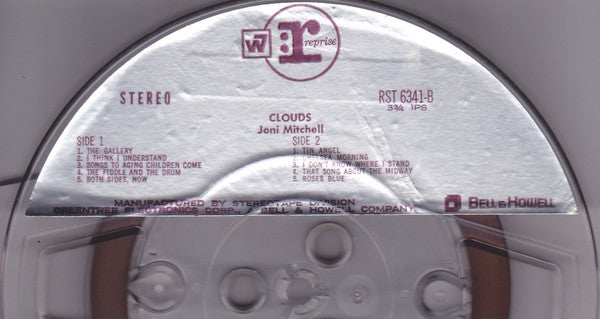 W7
r
reprise
STEREO
RST 6341-B
3¾ IPS
CLOUDS
Joni Mitchell
SIDE 1
1. THE GALLERY
2. I THINK I UNDERSTAND
3. SONGS TO AGING CHILDREN COME
4. THE FIDDLE AND THE DRUM
5. BOTH SIDES, NOW
SIDE 2
1. TIN ANGEL
2. CHELSEA MORNING
3. I DON'T KNOW WHERE I STAND
4. THAT SONG ABOUT THE MIDWAY
5. ROSES BLUE
MANUFACTURED BY STEREOTAPE DIVISION
GREENTREE ELECTRONICS CORP., A BELL & HOWELL COMPANY
BELL & HOWELL